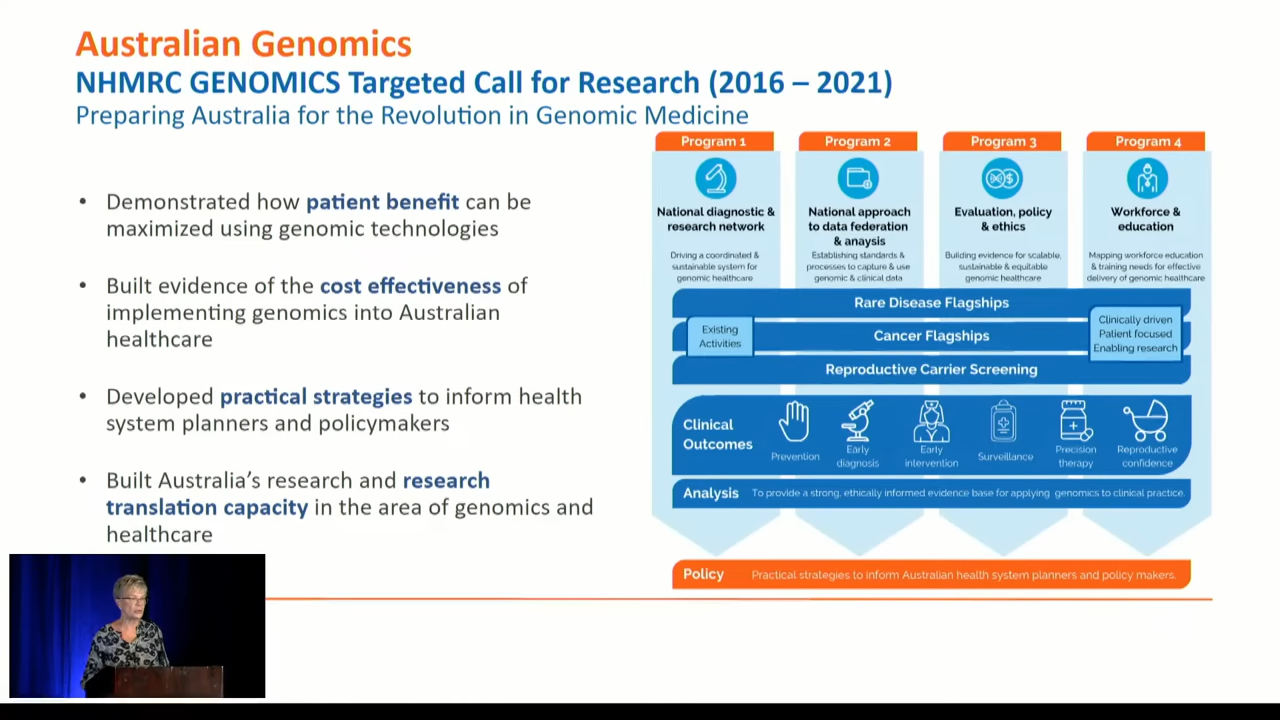 Australian Genomics
NHMRC GENOMICS Targeted Call for Research (2016 – 2021)
Preparing Australia for the Revolution in Genomic Medicine
• Demonstrated how patient benefit can be
maximized using genomic technologies
• Built evidence of the cost effectiveness of
implementing genomics into Australian
healthcare
• Developed practical strategies to inform health
system planners and policymakers
• Built Australia’s research and research
translation capacity in the area of genomics and
healthcare
Program 1
National diagnostic &
research network
Driving a coordinated &
sustainable system for
genomic healthcare
Program 2
National approach
to data federation
& anaysis
Establishing standards &
processes to capture & use
genomic & clinical data
Program 3
Evaluation, policy
& ethics
Building evidence for scalable,
sustainable & equitable
genomic healthcare
Program 4
Workforce &
education
Mapping workforce education
& training needs for effective
delivery of genomic healthcare
Rare Disease Flagships
Cancer Flagships
Reproductive Carrier Screening
Existing
Activities
Clinically driven
Patient focused
Enabling research
Clinical
Outcomes
Prevention
Early
diagnosis
Early
intervention
Surveillance
Precision
therapy
Reproductive
confidence
Analysis To provide a strong, ethically informed evidence base for applying genomics to clinical practice.
Policy Practical strategies to inform Australian health system planners and policy makers.